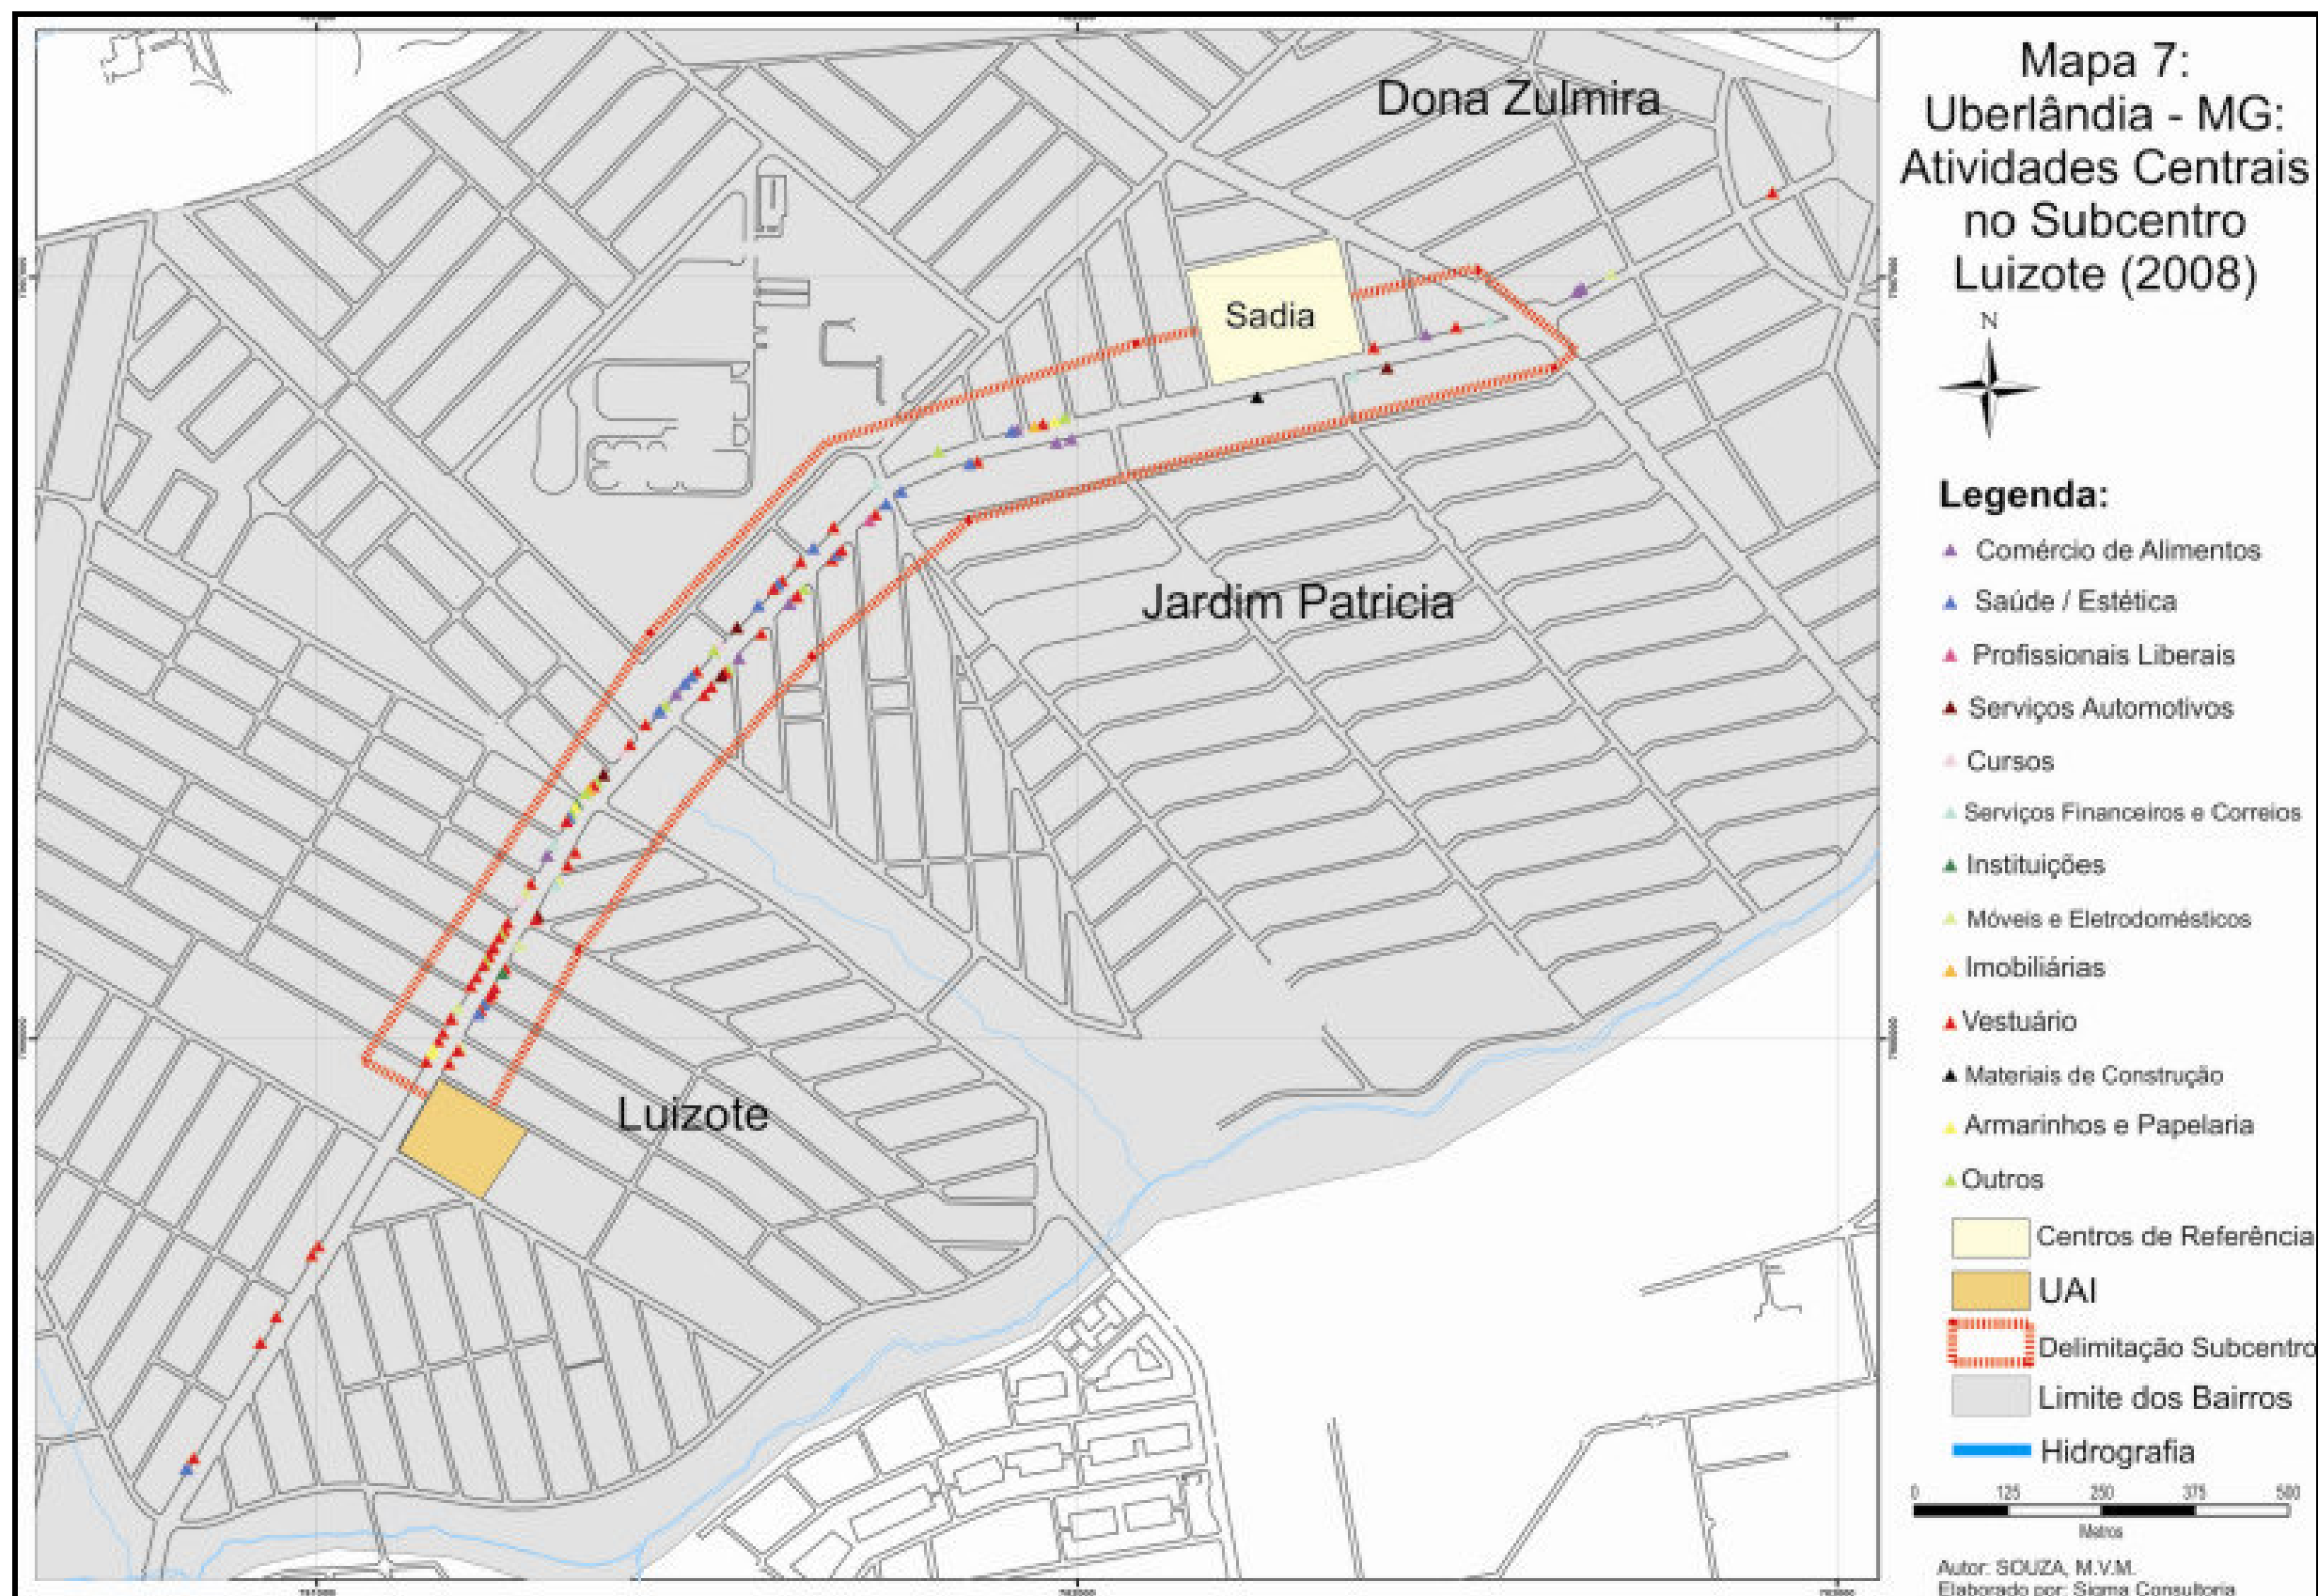 Mapa 7:
Uberlândia - MG:
Atividades Centrais
no Subcentro
Luizote (2008)
N
Dona Zulmira
Sadia
Jardim Patricia
Luizote
Legenda:
Comércio de Alimentos
Saúde / Estética
Profissionais Liberais
Serviços Automotivos
Cursos
Serviços Financeiros e Correios
Instituições
Móveis e Eletrodomésticos
Imobiliárias
Vestuário
Materiais de Construção
Armarinhos e Papelaria
Outros
Centros de Referência
UAI
Delimitação Subcentro
Limite dos Bairros
Hidrografia
0 125 250 375 500
Metros
Autor: SOUZA, M.V.M.
Elaborado por: Sigma Consultoria